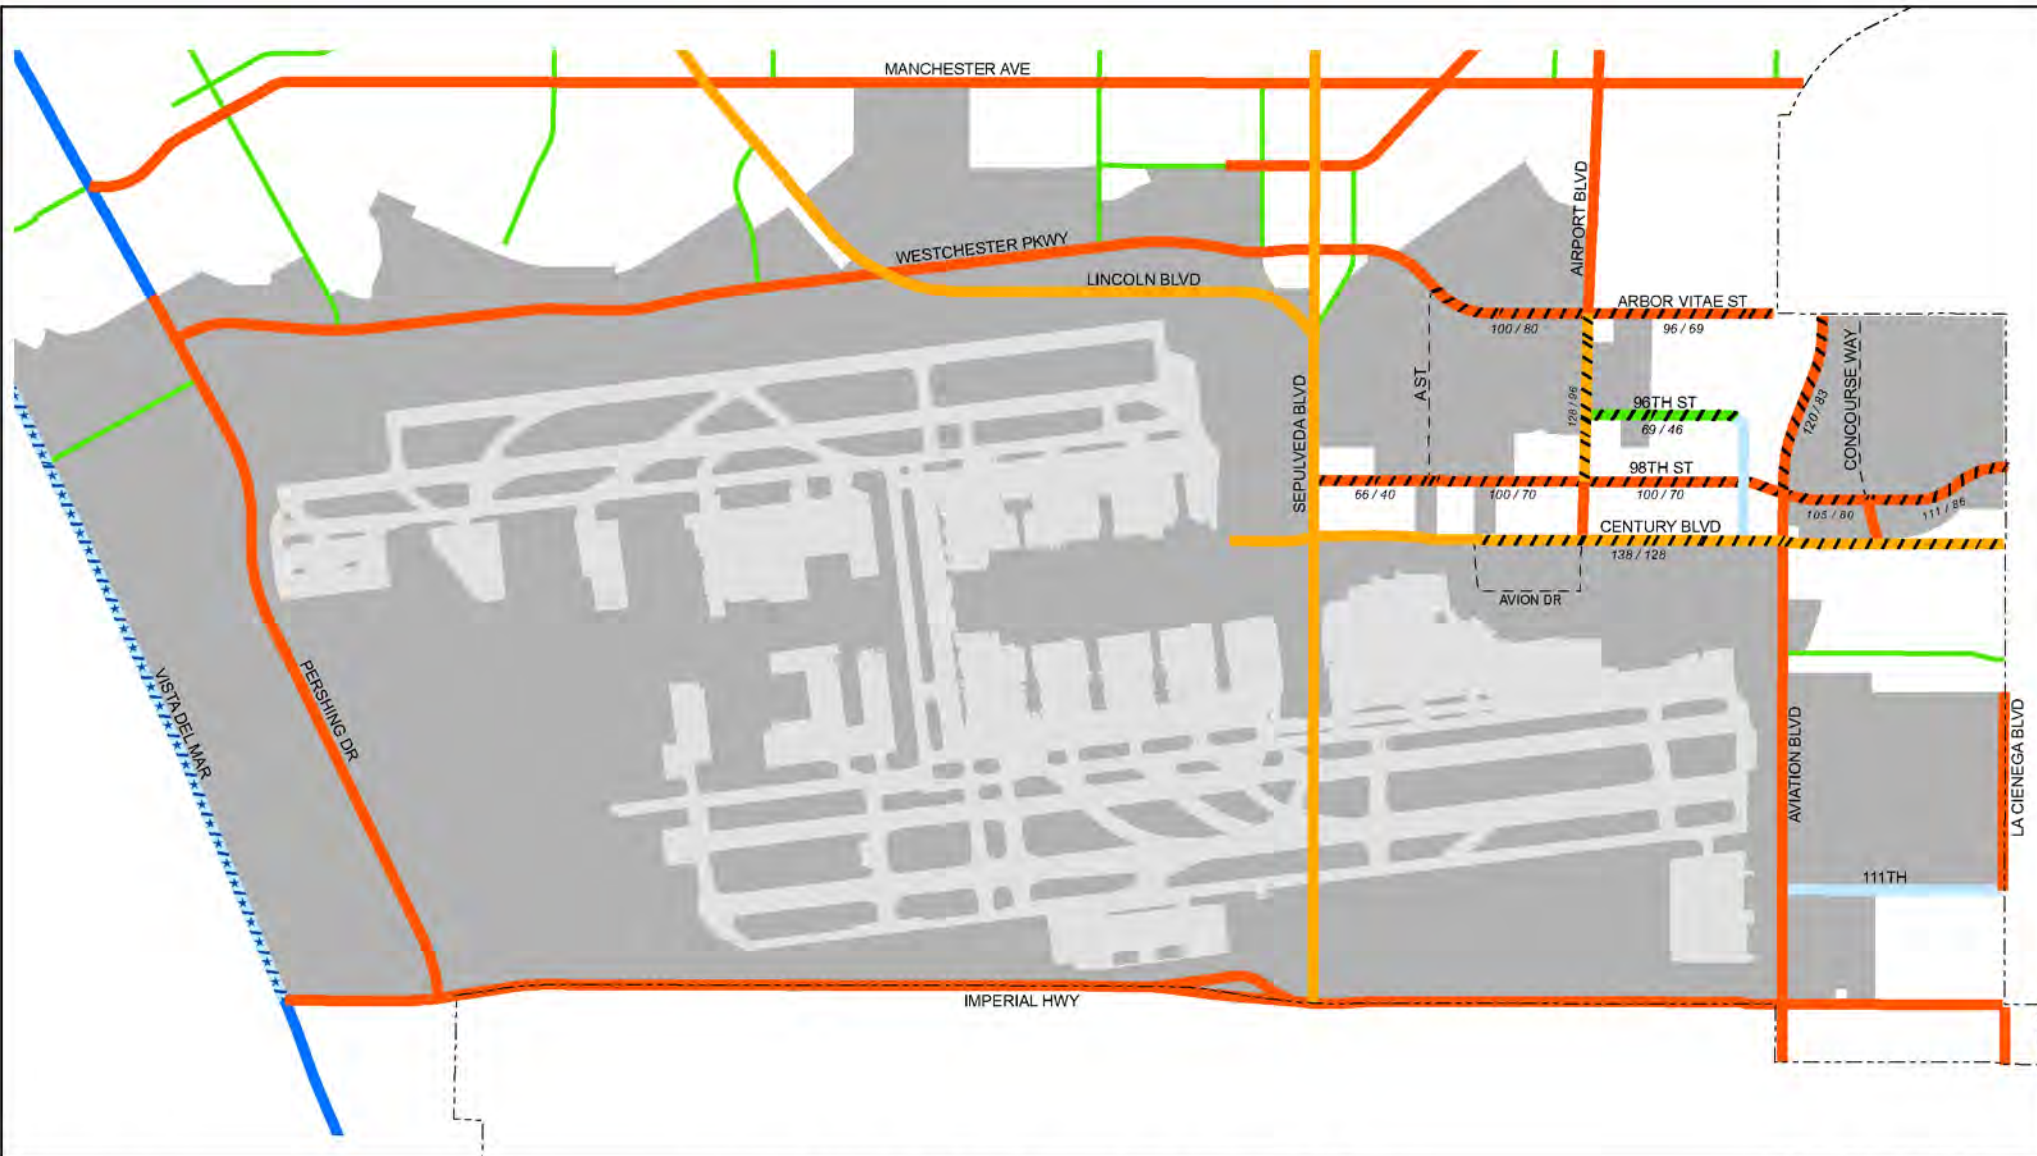 MANCHESTER AVE
AIRPORT BLVD
WESTCHESTER PKWY
LINCOLN BLVD
ARBOR VITAE ST
100 / 80
96 / 69
CONCOURSE WAY
A ST
SEPULVEDA BLVD
128 / 96
96TH ST
69 / 46
120 / 83
98TH ST
66 / 40
100 / 70
100 / 70
105 / 80
111 / 86
CENTURY BLVD
138 / 128
AVION DR
VISTA DEL MAR
PERSHING DR
AVIATION BLVD
LA CIENEGA BLVD
111TH
IMPERIAL HWY